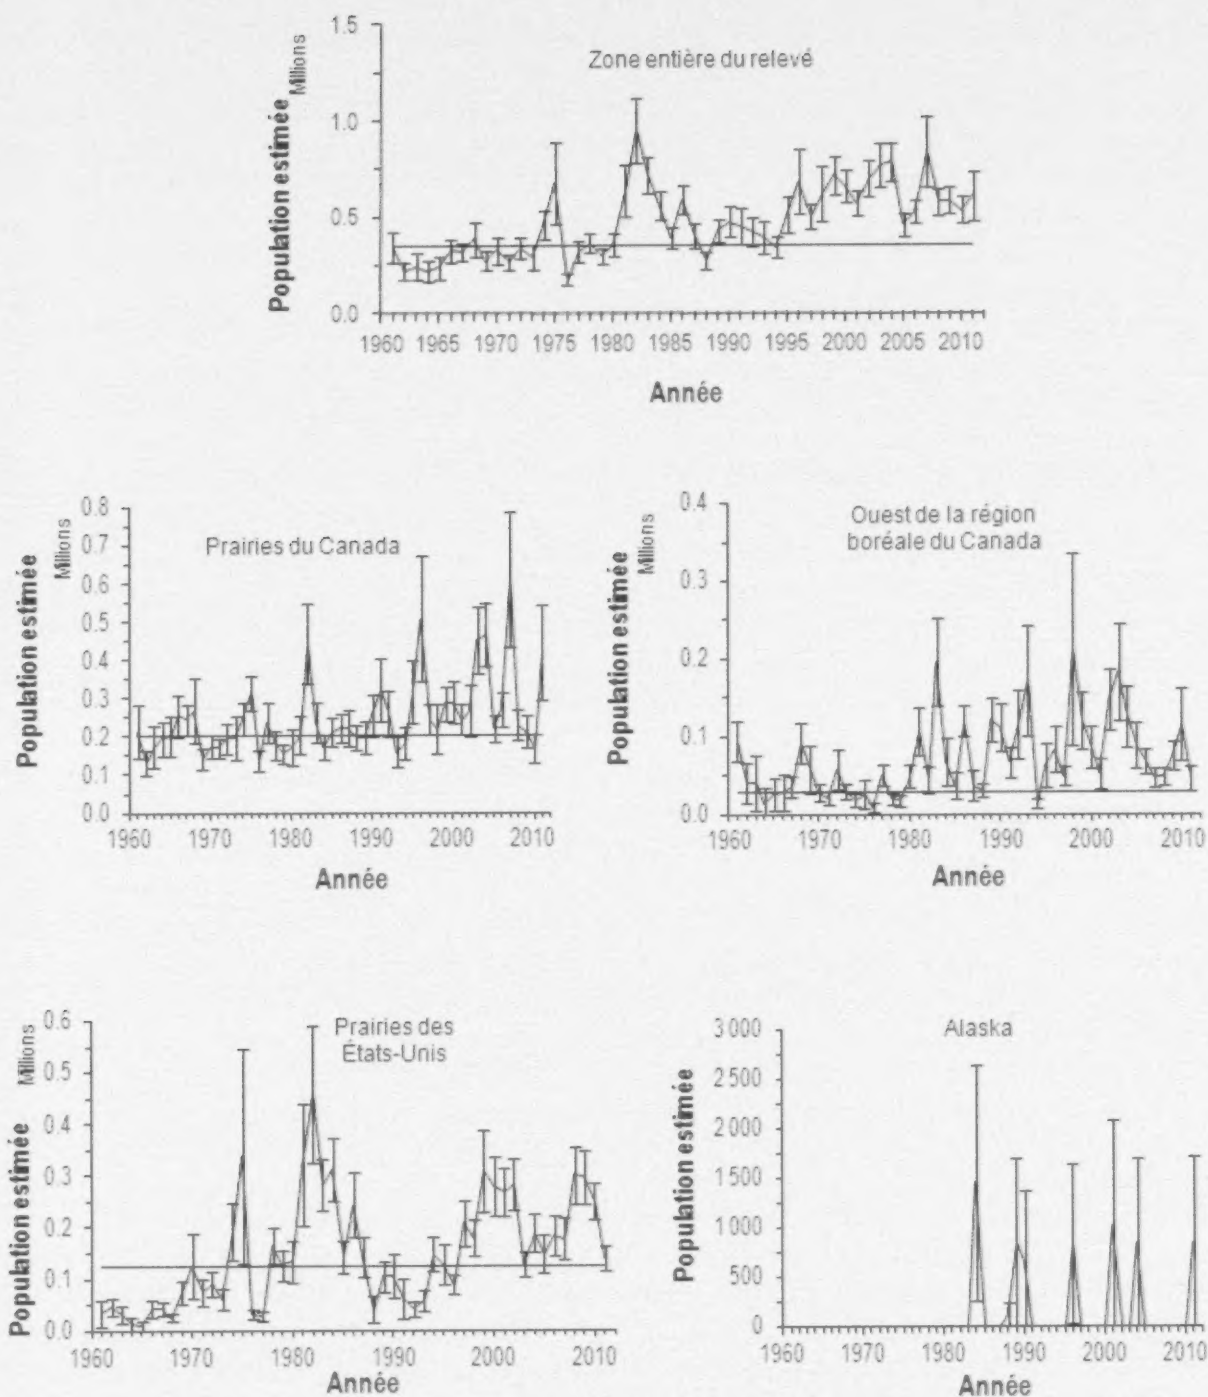 Zone entière du relevé
Population estimée
Millions
1.5
1.0
0.5
0.0
1960 1965 1970 1975 1980 1985 1990 1995 2000 2005 2010
Année
Prairies du Canada
Population estimée
Millions
0.8
0.7
0.6
0.5
0.4
0.3
0.2
0.1
0.0
1960 1970 1980 1990 2000 2010
Année
Ouest de la région
boréale du Canada
Population estimée
Millions
0.4
0.3
0.2
0.1
0.0
1960 1970 1980 1990 2000 2010
Année
Prairies des
États-Unis
Population estimée
Millions
0.6
0.5
0.4
0.3
0.2
0.1
0.0
1960 1970 1980 1990 2000 2010
Année
Alaska
Population estimée
3 000
2 500
2 000
1 500
1 000
500
0
1960 1970 1980 1990 2000 2010
Année